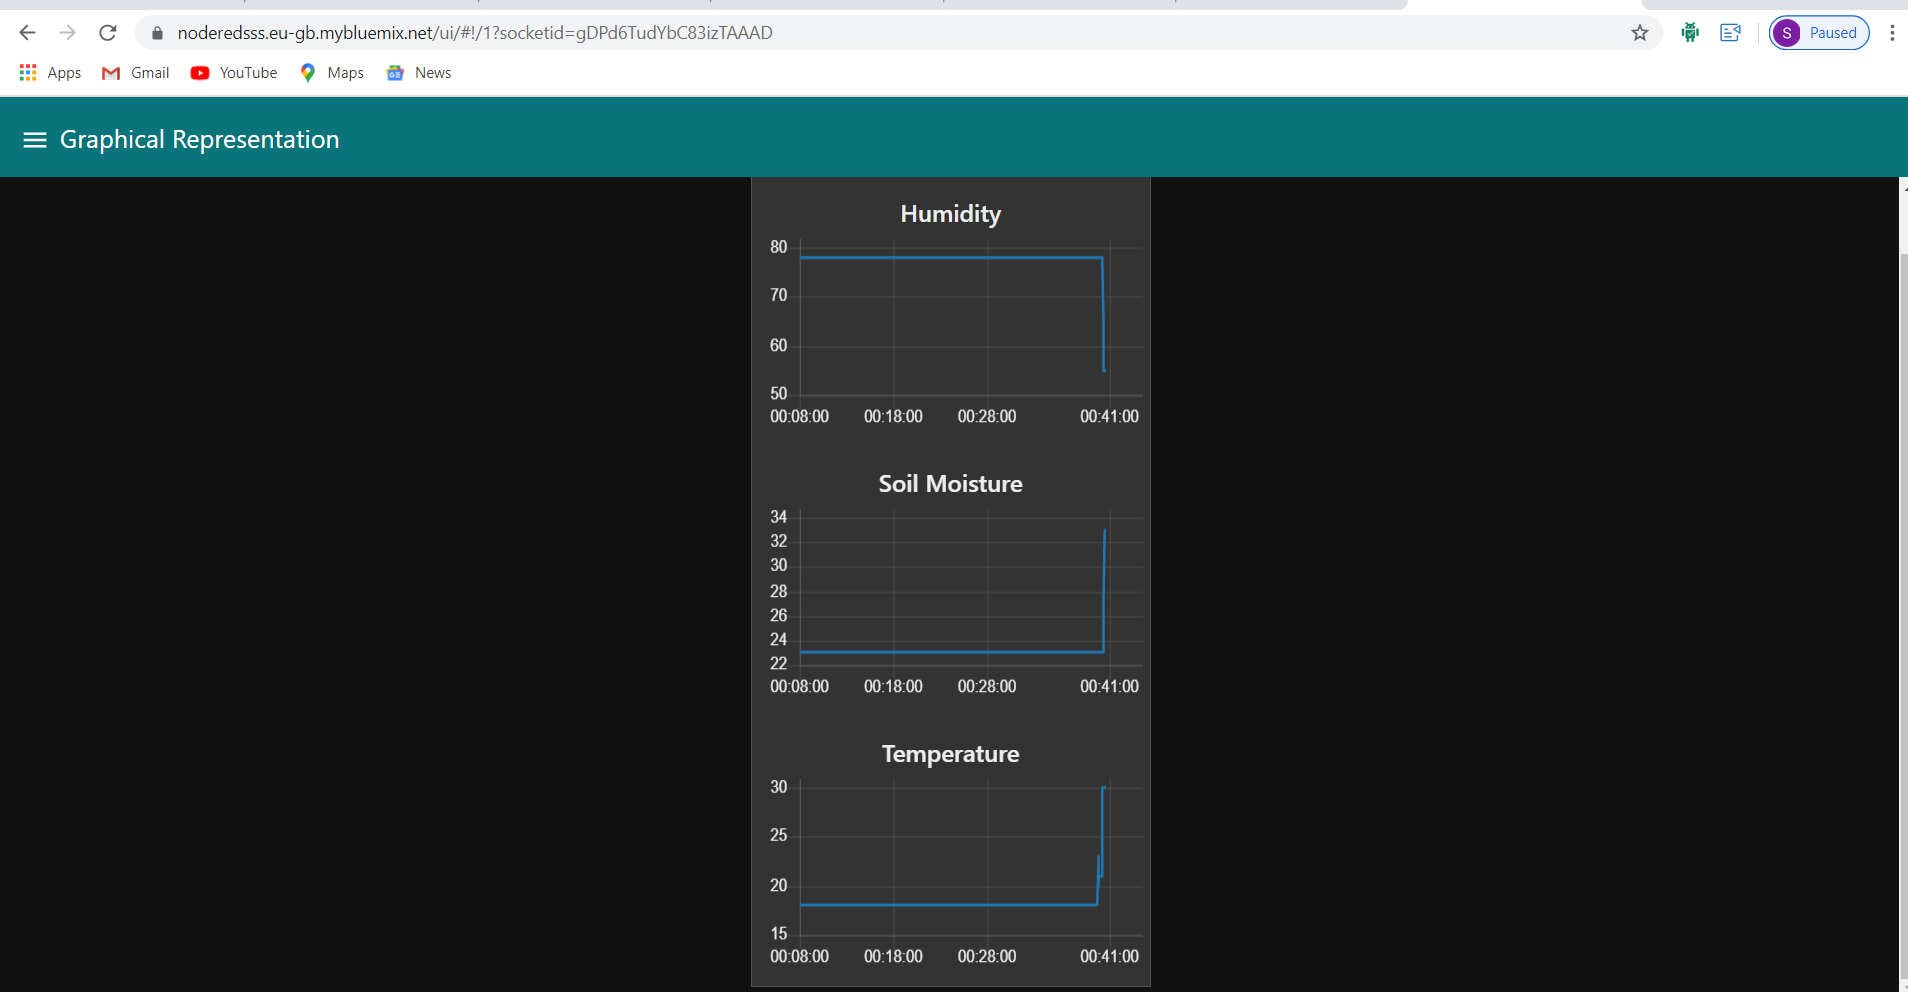 noderedsss.eu-gb.mybluemix.net/ui/#!/1?socketid=gDPd6TudYbC83izTAAAD
S Paused
Apps Gmail YouTube Maps News
Graphical Representation
Humidity
80
70
60
50
00:08:00 00:18:00 00:28:00 00:41:00
Soil Moisture
34
32
30
28
26
24
22
00:08:00 00:18:00 00:28:00 00:41:00
Temperature
30
25
20
15
00:08:00 00:18:00 00:28:00 00:41:00